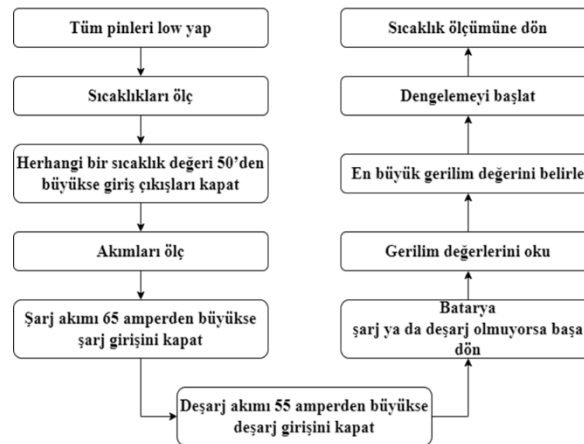 Tüm pinleri low yap
Sıcaklıkları ölç
Herhangi bir sıcaklık değeri 50’den
büyükse giriş çıkışları kapat
Akımları ölç
Şarj akımı 65 amperden büyükse
şarj girişini kapat
Deşarj akımı 55 amperden büyükse
deşarj girişini kapat
Batarya
şarj ya da deşarj olmuyorsa başa
dön
Gerilim değerlerini oku
En büyük gerilim değerini belirle
Dengelemeyi başlat
Sıcaklık ölçümüne dön